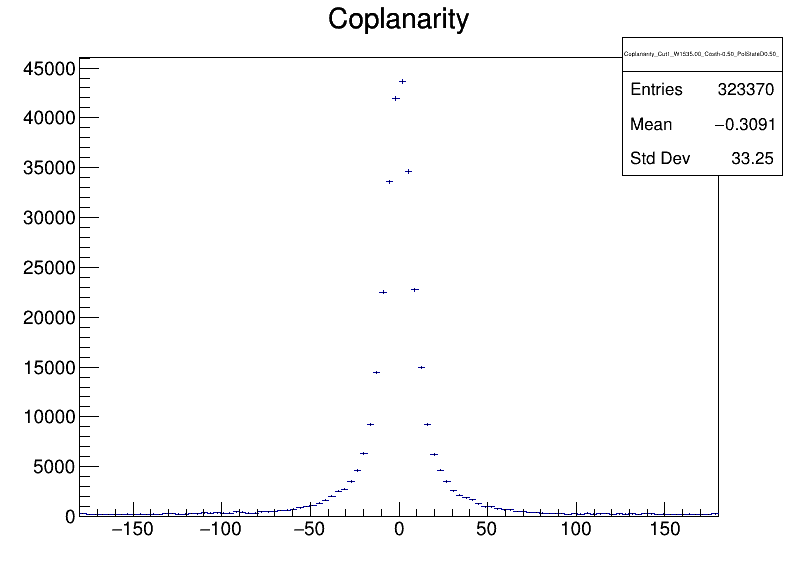 Coplanarity
Coplanarity_Cut1_W1535.00_Costh-0.50_PolStateD0.50_
Entries 323370
Mean −0.3091
Std Dev 33.25
45000
40000
35000
30000
25000
20000
15000
10000
5000
0
−150 −100 −50 0 50 100 150